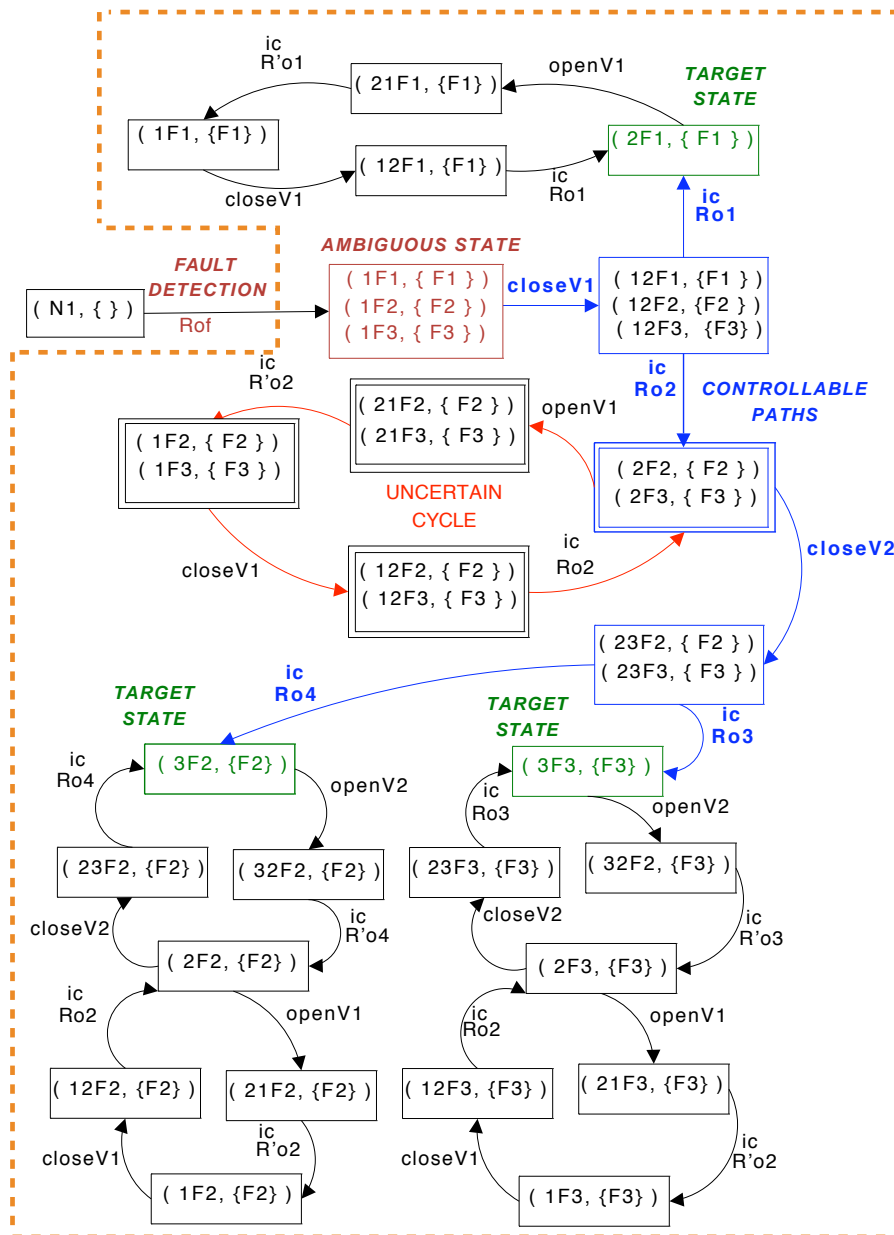 ic
R'o1
( 21F1, {F1} )
openV1
TARGET
STATE
( 1F1, {F1} )
( 2F1, { F1 } )
( 12F1, {F1} )
closeV1
ic
Ro1
ic
Ro1
AMBIGUOUS STATE
FAULT
DETECTION
( N1, { } )
Rof
( 1F1, { F1 } )
( 1F2, { F2 } )
( 1F3, { F3 } )
closeV1
( 12F1, {F1 } )
( 12F2, {F2 } )
( 12F3, {F3} )
ic
R'o2
ic
Ro2
CONTROLLABLE
PATHS
( 21F2, { F2 } )
( 21F3, { F3 } )
openV1
( 1F2, { F2 } )
( 1F3, { F3 } )
( 2F2, { F2 } )
( 2F3, { F3 } )
UNCERTAIN
CYCLE
closeV1
ic
Ro2
closeV2
( 12F2, { F2 } )
( 12F3, { F3 } )
( 23F2, { F2 } )
( 23F3, { F3 } )
ic
Ro4
TARGET
STATE
TARGET
STATE
ic
Ro3
( 3F2, {F2} )
( 3F3, {F3} )
ic
Ro4
openV2
ic
Ro3
openV2
( 23F2, {F2} )
( 32F2, {F2} )
( 23F3, {F3} )
( 32F2, {F3} )
closeV2
ic
R'o4
closeV2
ic
R'o3
( 2F2, {F2} )
( 2F3, {F3} )
ic
Ro2
openV1
ic
Ro2
openV1
( 12F2, {F2} )
( 21F2, {F2} )
( 12F3, {F3} )
( 21F3, {F3} )
closeV1
ic
R'o2
closeV1
ic
R'o2
( 1F2, {F2} )
( 1F3, {F3} )